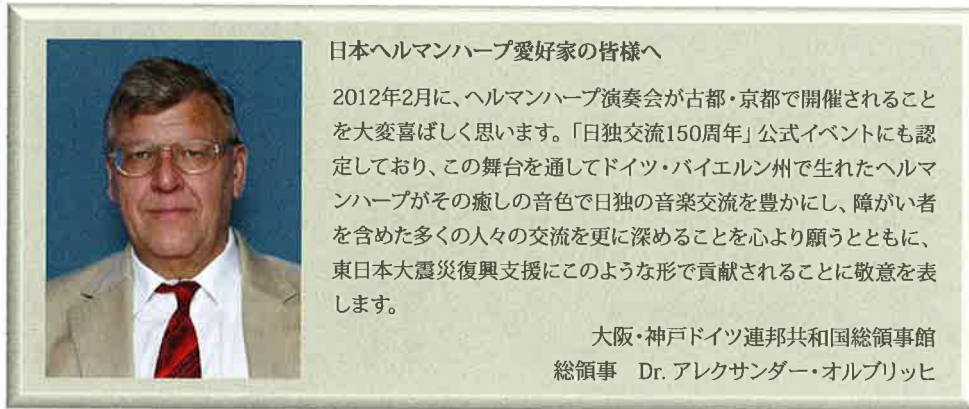 日本ヘルマンハープ愛好家の皆様へ
2012年2月に、ヘルマンハープ演奏会が古都・京都で開催されること
を大変喜ばしく思います。「日独交流150周年」公式イベントにも認
定しており、この舞台を通してドイツ・バイエルン州で生れたヘルマ
ンハープがその癒しの音色で日独の音楽交流を豊かにし、障がい者
を含めた多くの人々の交流を更に深めることを心より願うとともに、
東日本大震災復興支援にこのような形で貢献されることに敬意を表
します。
大阪・神戸ドイツ連邦共和国総領事館
総領事　Dr. アレクサンダー・オルブリッヒ